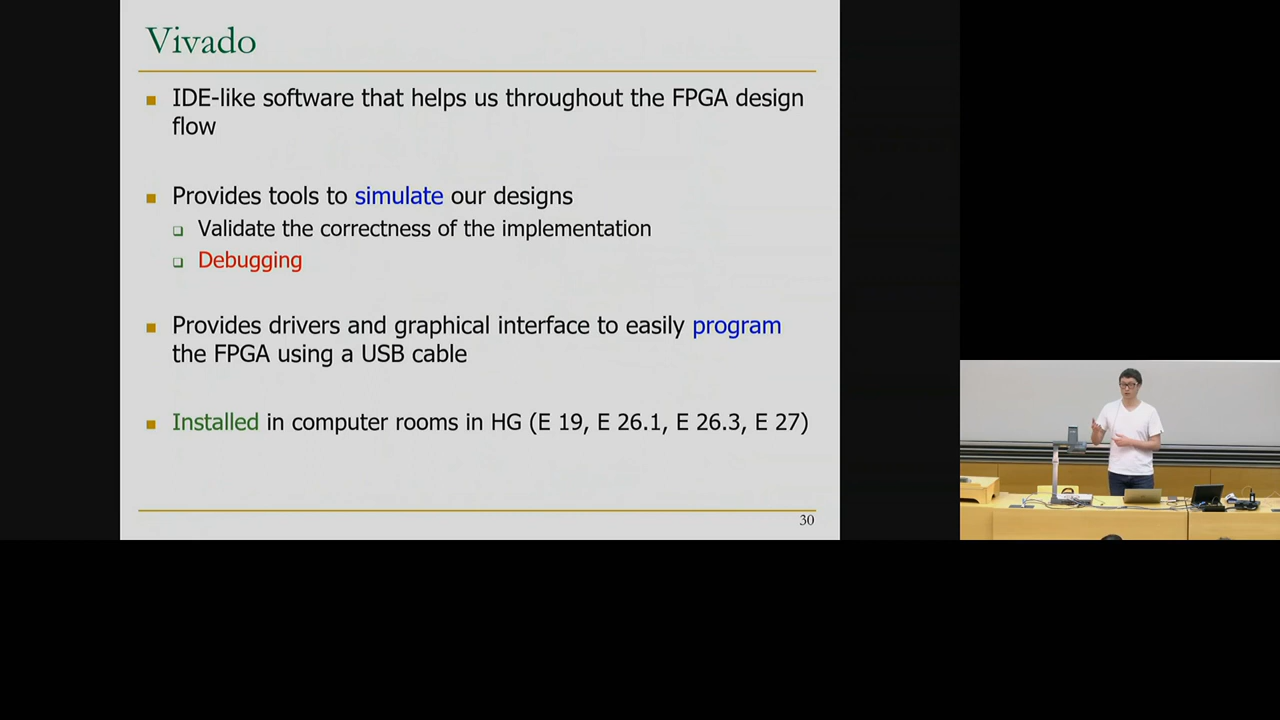 Vivado
IDE-like software that helps us throughout the FPGA design
flow
Provides tools to simulate our designs
Validate the correctness of the implementation
Debugging
Provides drivers and graphical interface to easily program
the FPGA using a USB cable
Installed in computer rooms in HG (E 19, E 26.1, E 26.3, E 27)
30